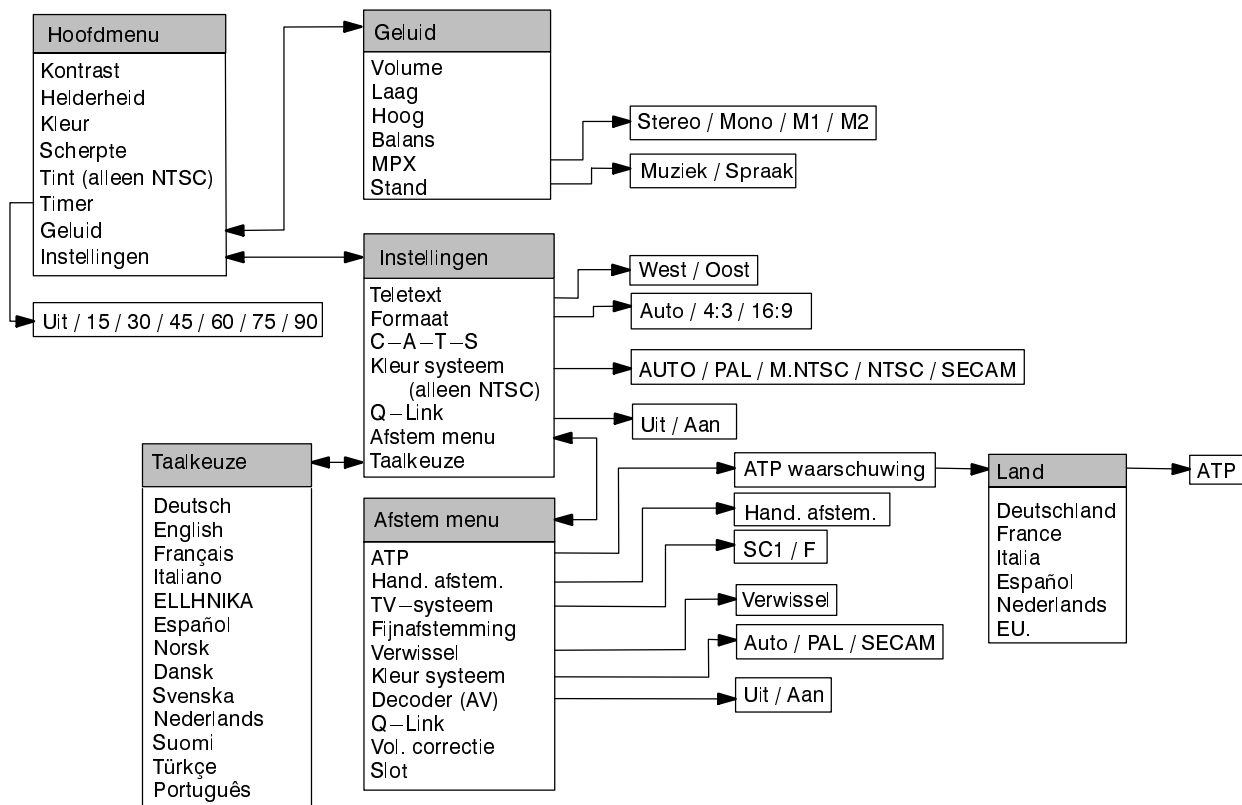 Hoofdmenu
Kontrast
Helderheid
Kleur
Scherpte
Tint (alleen NTSC)
Timer
Geluid
Instellingen
Uit / 15 / 30 / 45 / 60 / 75 / 90
Geluid
Volume
Laag
Hoog
Balans
MPX
Stand
Stereo / Mono / M1 / M2
Muziek / Spraak
Instellingen
Teletext
Formaat
C–A–T–S
Kleur systeem
(alleen NTSC)
Q–Link
Afstem menu
Taalkeuze
West / Oost
Auto / 4:3 / 16:9
AUTO / PAL / M.NTSC / NTSC / SECAM
Uit / Aan
Taalkeuze
Deutsch
English
Français
Italiano
ELLHNIKA
Español
Norsk
Dansk
Svenska
Nederlands
Suomi
Türkçe
Português
Afstem menu
ATP
Hand. afstem.
TV–systeem
Fijnafstemming
Verwissel
Kleur systeem
Decoder (AV)
Q–Link
Vol. correctie
Slot
ATP waarschuwing
Hand. afstem.
SC1 / F
Verwissel
Auto / PAL / SECAM
Uit / Aan
Land
Deutschland
France
Italia
Español
Nederlands
EU.
ATP